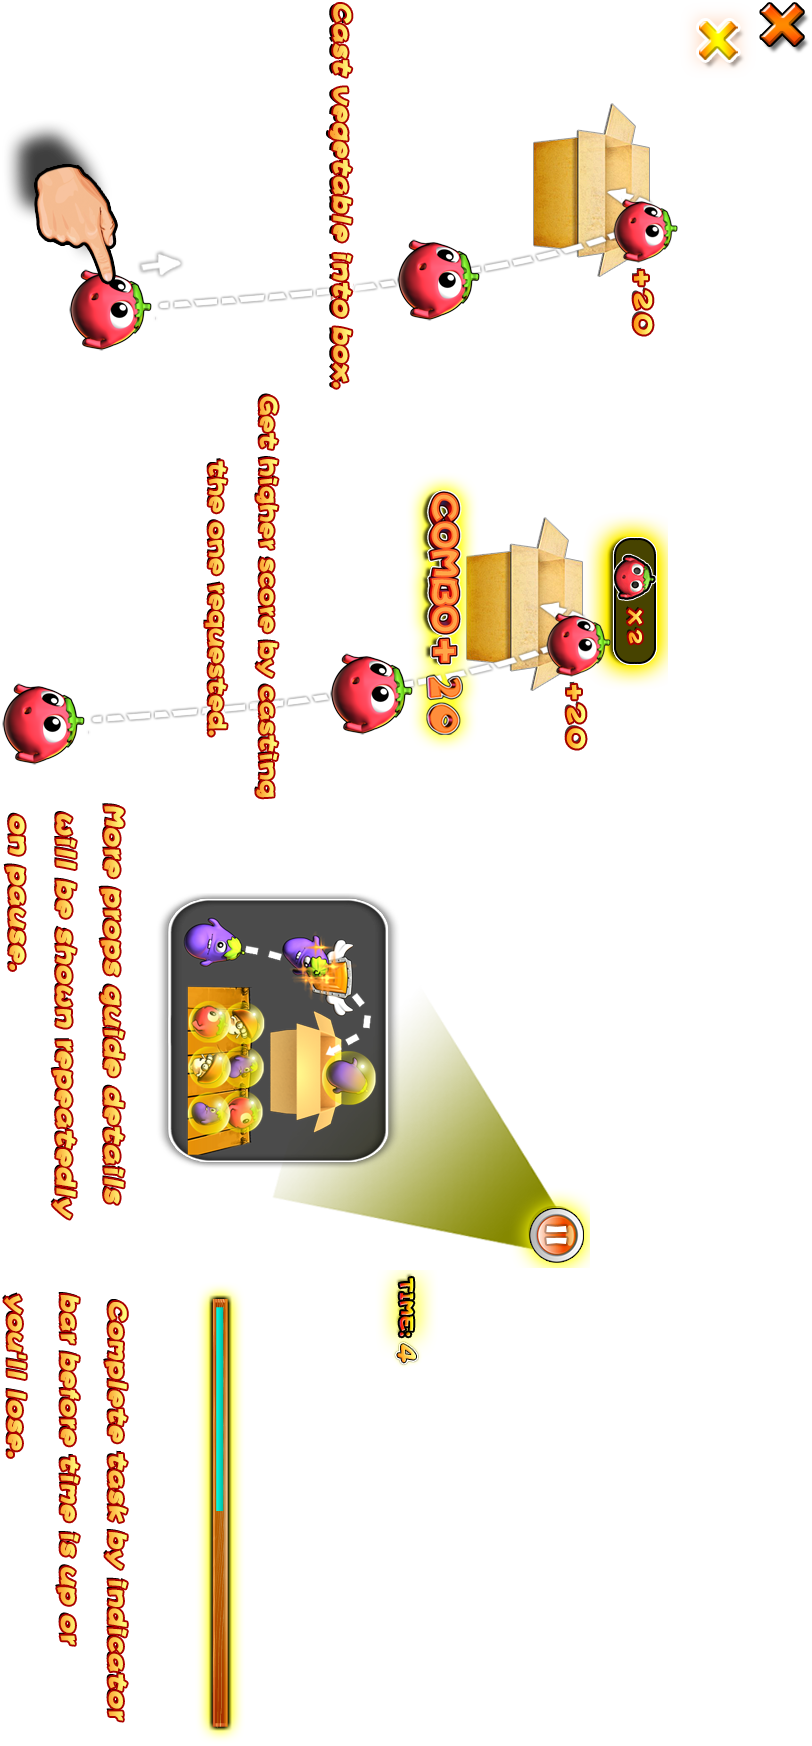 Cast vegetable into box.
+20
Get higher score by casting
the one requested.
COMBO+ 20
X2
+20
More props guide details
will be shown repeatedly
on pause.
TIME: 4
Complete task by indicator
bar before time is up or
you'll lose.